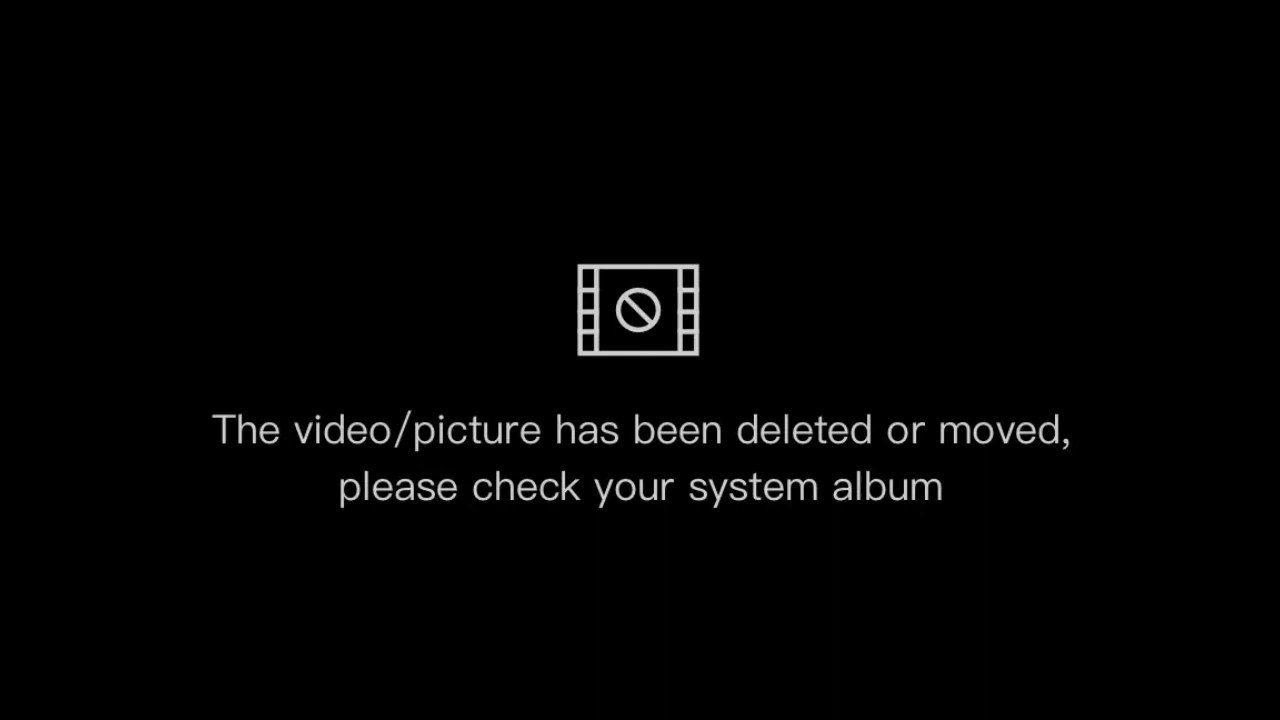 The video/picture has been deleted or moved,
please check your system album